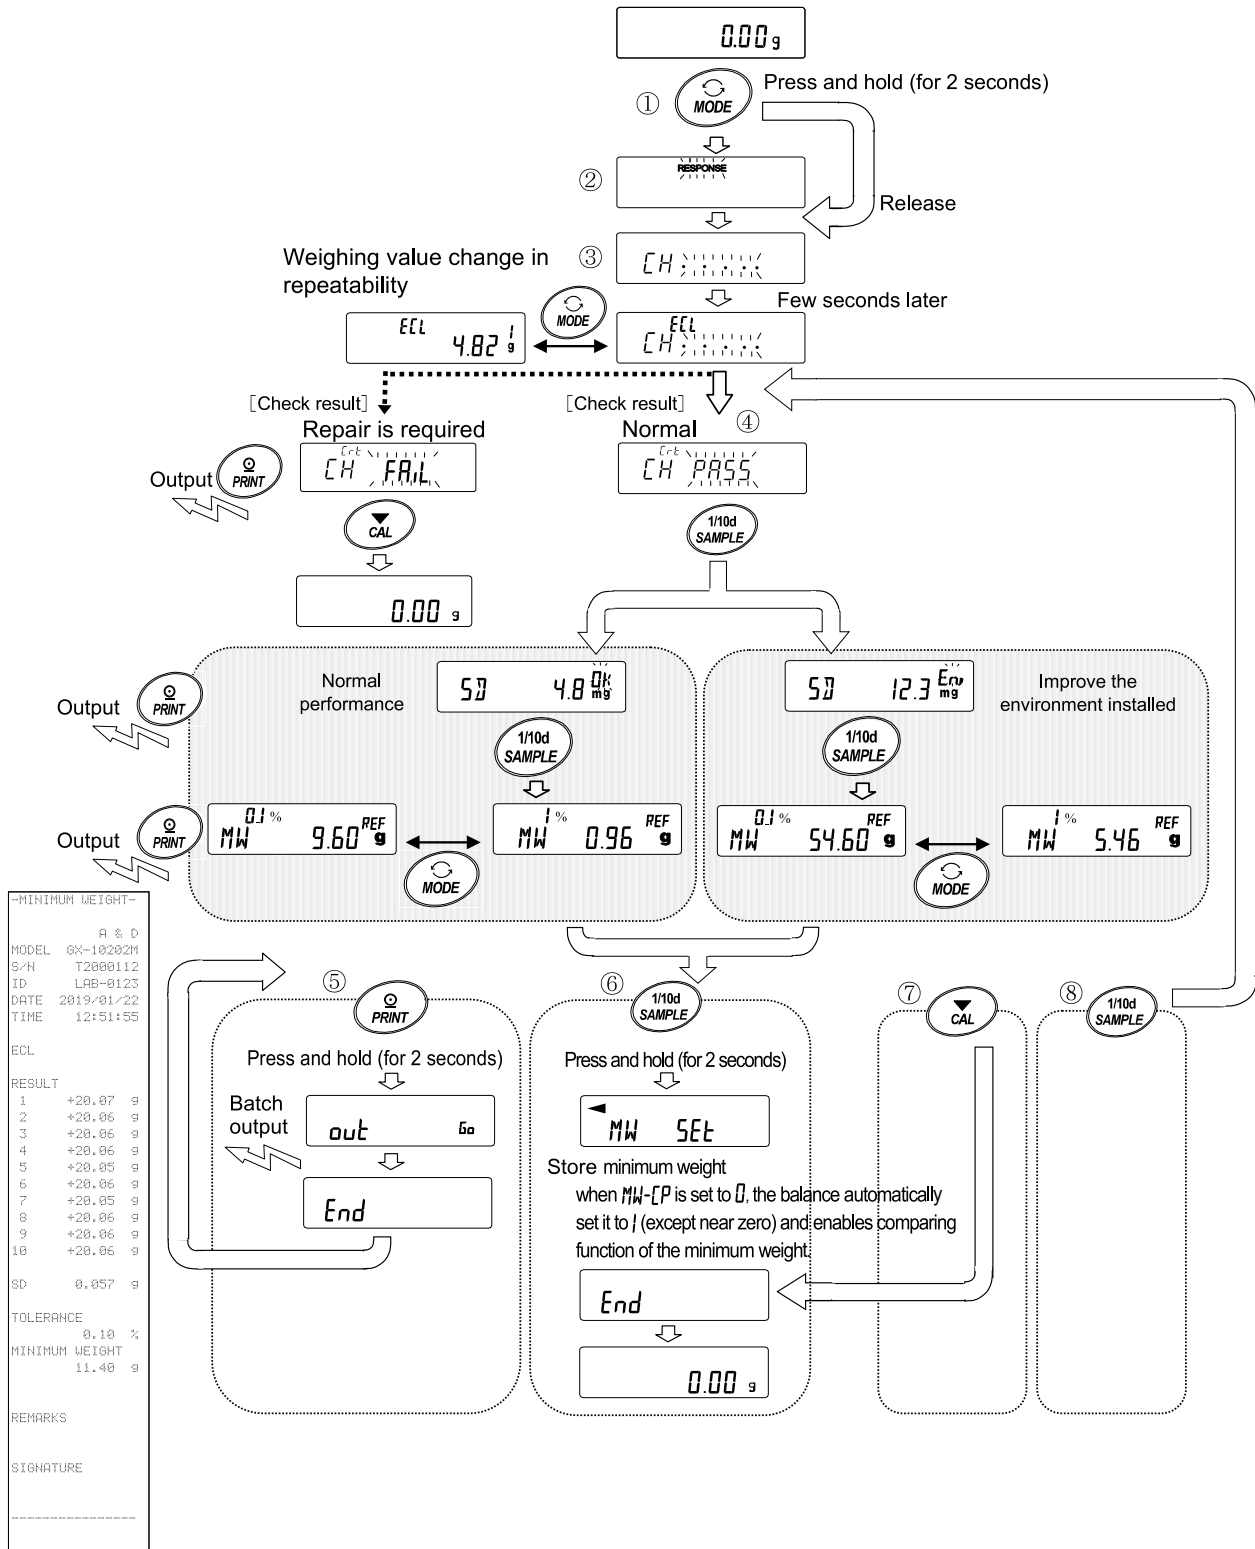 0.00 g
Press and hold (for 2 seconds)
① MODE
② RESPONSE
Release
③ CH
Weighing value change in
repeatability
MODE
Few seconds later
ECL
4.82 g 1
ECL
CH
[Check result]
Repair is required
[Check result]
Normal ④
Output PRINT
Crt
CH FAiL
Crt
CH PASS
CAL
1/10d
SAMPLE
0.00 g
Output PRINT
Normal
performance
SD 4.8 OK mg
SD 12.3 Env mg
Improve the
environment installed
1/10d
SAMPLE
1/10d
SAMPLE
Output PRINT
0.1 % REF
MW 9.60 g
MODE
1 % REF
MW 0.96 g
0.1 % REF
MW 54.60 g
MODE
1 % REF
MW 5.46 g
-MINIMUM WEIGHT-
A & D
MODEL GX-10202M
S/N T2000112
ID LAB-0123
DATE 2019/01/22
TIME 12:51:55
ECL
RESULT
1 +20.07 g
2 +20.06 g
3 +20.06 g
4 +20.06 g
5 +20.05 g
6 +20.06 g
7 +20.05 g
8 +20.06 g
9 +20.06 g
10 +20.06 g
SD 0.057 g
TOLERANCE
0.10 %
MINIMUM WEIGHT
11.40 g
REMARKS
SIGNATURE
----------------
⑤ PRINT
Press and hold (for 2 seconds)
Batch
output
out Go
End
⑥ 1/10d
SAMPLE
Press and hold (for 2 seconds)
MW SEt
Store minimum weight
when MW-CP is set to 0, the balance automatically
set it to 1 (except near zero) and enables comparing
function of the minimum weight.
End
0.00 g
⑦ CAL
⑧ 1/10d
SAMPLE